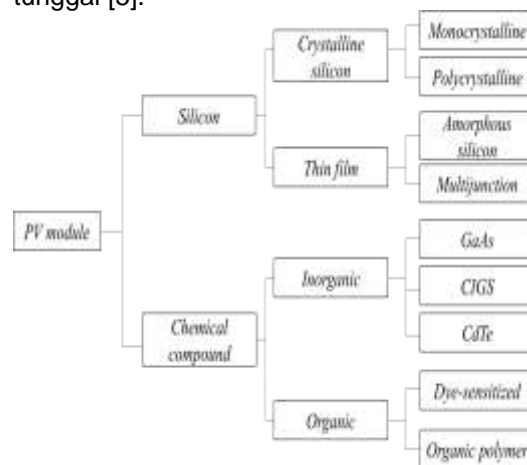 tunggal [5].
Monocrystalline
Crystalline
silicon
Polycrystalline
Silicon
Amorphous
silicon
Thin film
Multijunction
PV module
GaAs
Inorganic
CIGS
Chemical
compound
CdTe
Dye-sensitized
Organic
Organic polymer